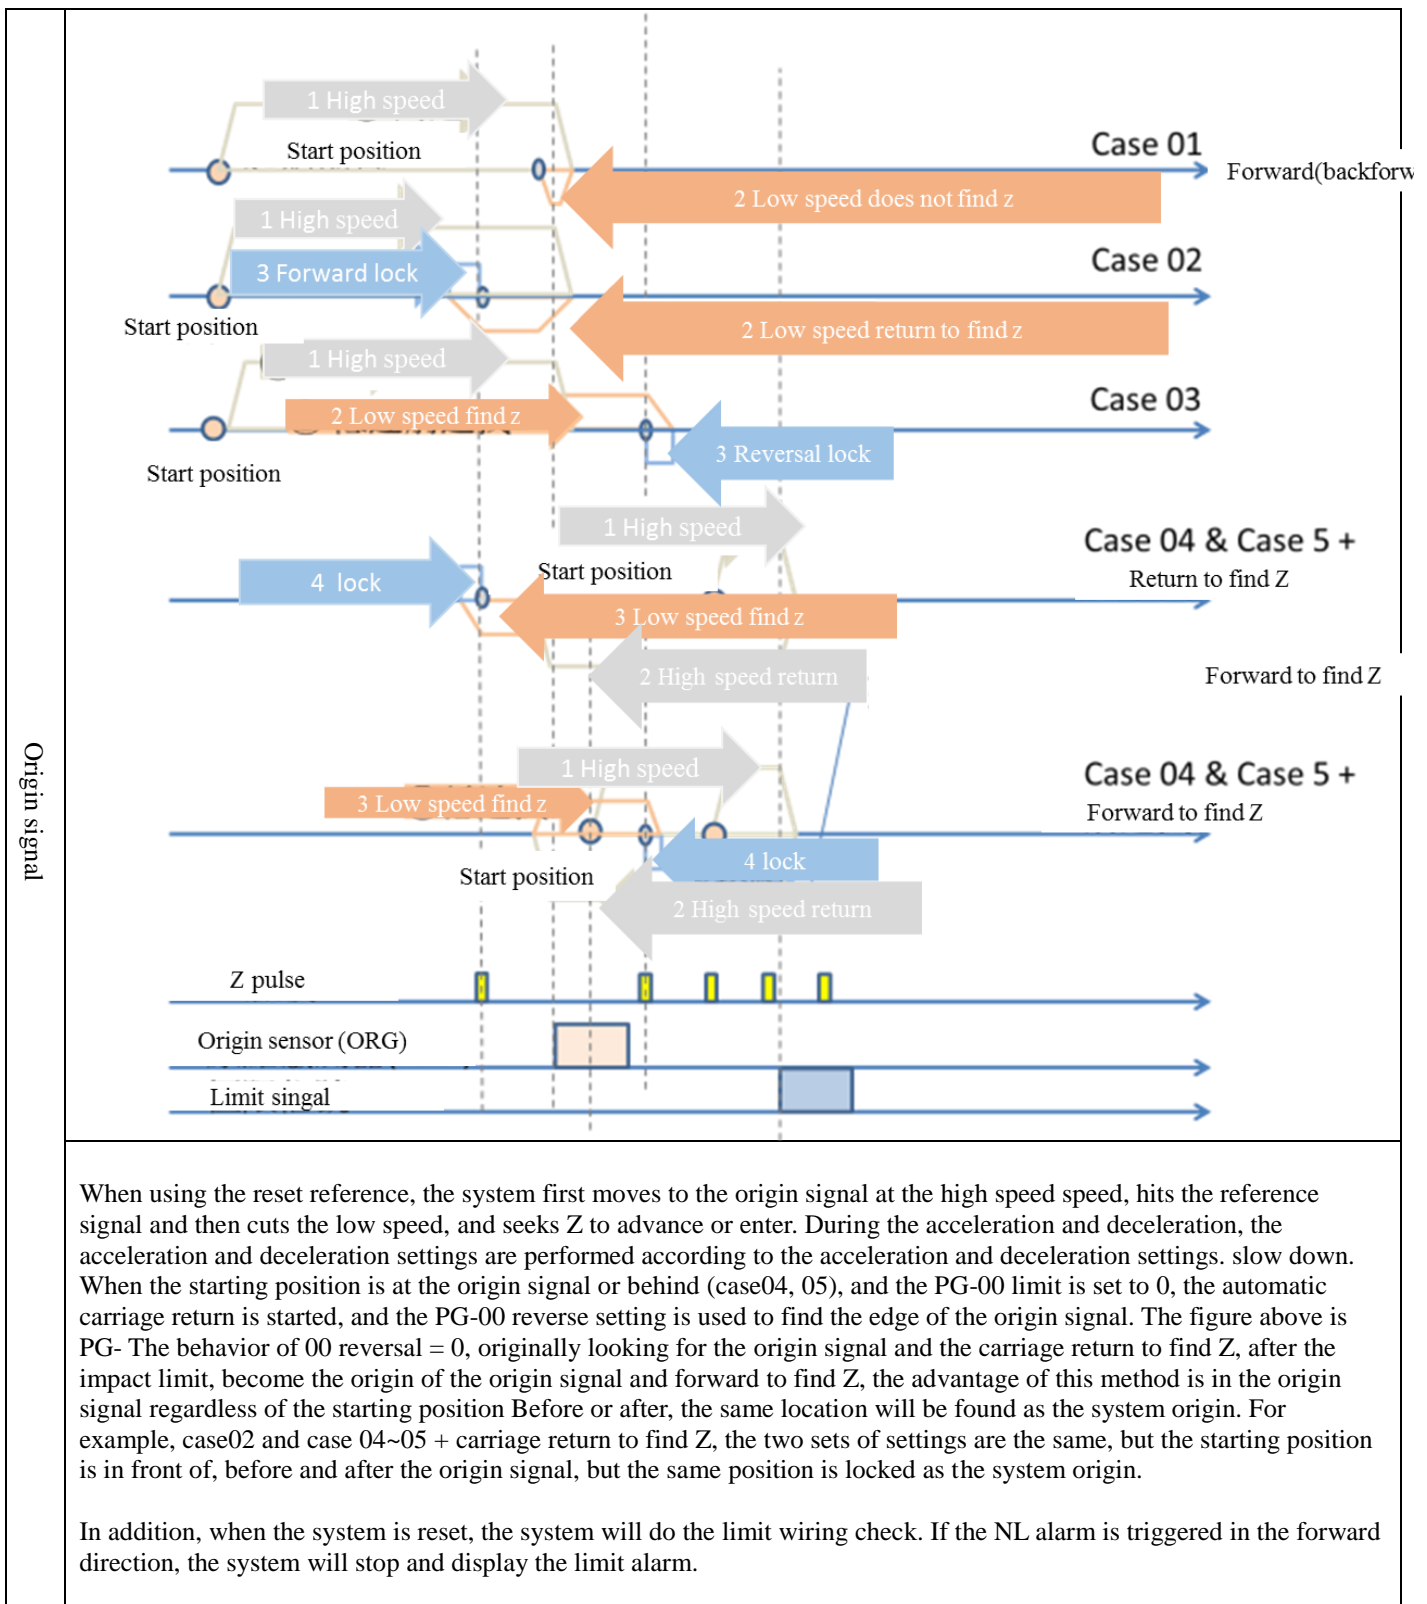 1 High speed
Case 01
Start position
Forward(backforw
2 Low speed does not find z
1 High speed
Case 02
3 Forward lock
Start position
2 Low speed return to find z
1 High speed
Case 03
2 Low speed find z
3 Reversal lock
Start position
1 High speed
Case 04 & Case 5 +
Return to find Z
4 lock
Start position
3 Low speed find z
2 High speed return
Forward to find Z
1 High speed
Case 04 & Case 5 +
Forward to find Z
3 Low speed find z
4 lock
Start position
2 High speed return
Z pulse
Origin sensor (ORG)
Limit singal
Origin signal
When using the reset reference, the system first moves to the origin signal at the high speed speed, hits the reference
signal and then cuts the low speed, and seeks Z to advance or enter. During the acceleration and deceleration, the
acceleration and deceleration settings are performed according to the acceleration and deceleration settings. slow down.
When the starting position is at the origin signal or behind (case04, 05), and the PG-00 limit is set to 0, the automatic
carriage return is started, and the PG-00 reverse setting is used to find the edge of the origin signal. The figure above is
PG- The behavior of 00 reversal = 0, originally looking for the origin signal and the carriage return to find Z, after the
impact limit, become the origin of the origin signal and forward to find Z, the advantage of this method is in the origin
signal regardless of the starting position Before or after, the same location will be found as the system origin. For
example, case02 and case 04~05 + carriage return to find Z, the two sets of settings are the same, but the starting position
is in front of, before and after the origin signal, but the same position is locked as the system origin.
In addition, when the system is reset, the system will do the limit wiring check. If the NL alarm is triggered in the forward
direction, the system will stop and display the limit alarm.